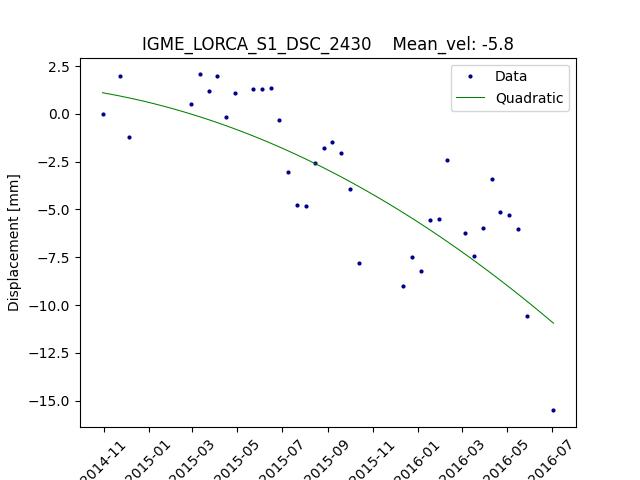 IGME_LORCA_S1_DSC_2430    Mean_vel: -5.8
Data
Quadratic
Displacement [mm]
2.5
0.0
−2.5
−5.0
−7.5
−10.0
−12.5
−15.0
2014-11 2015-01 2015-03 2015-05 2015-07 2015-09 2015-11 2016-01 2016-03 2016-05 2016-07